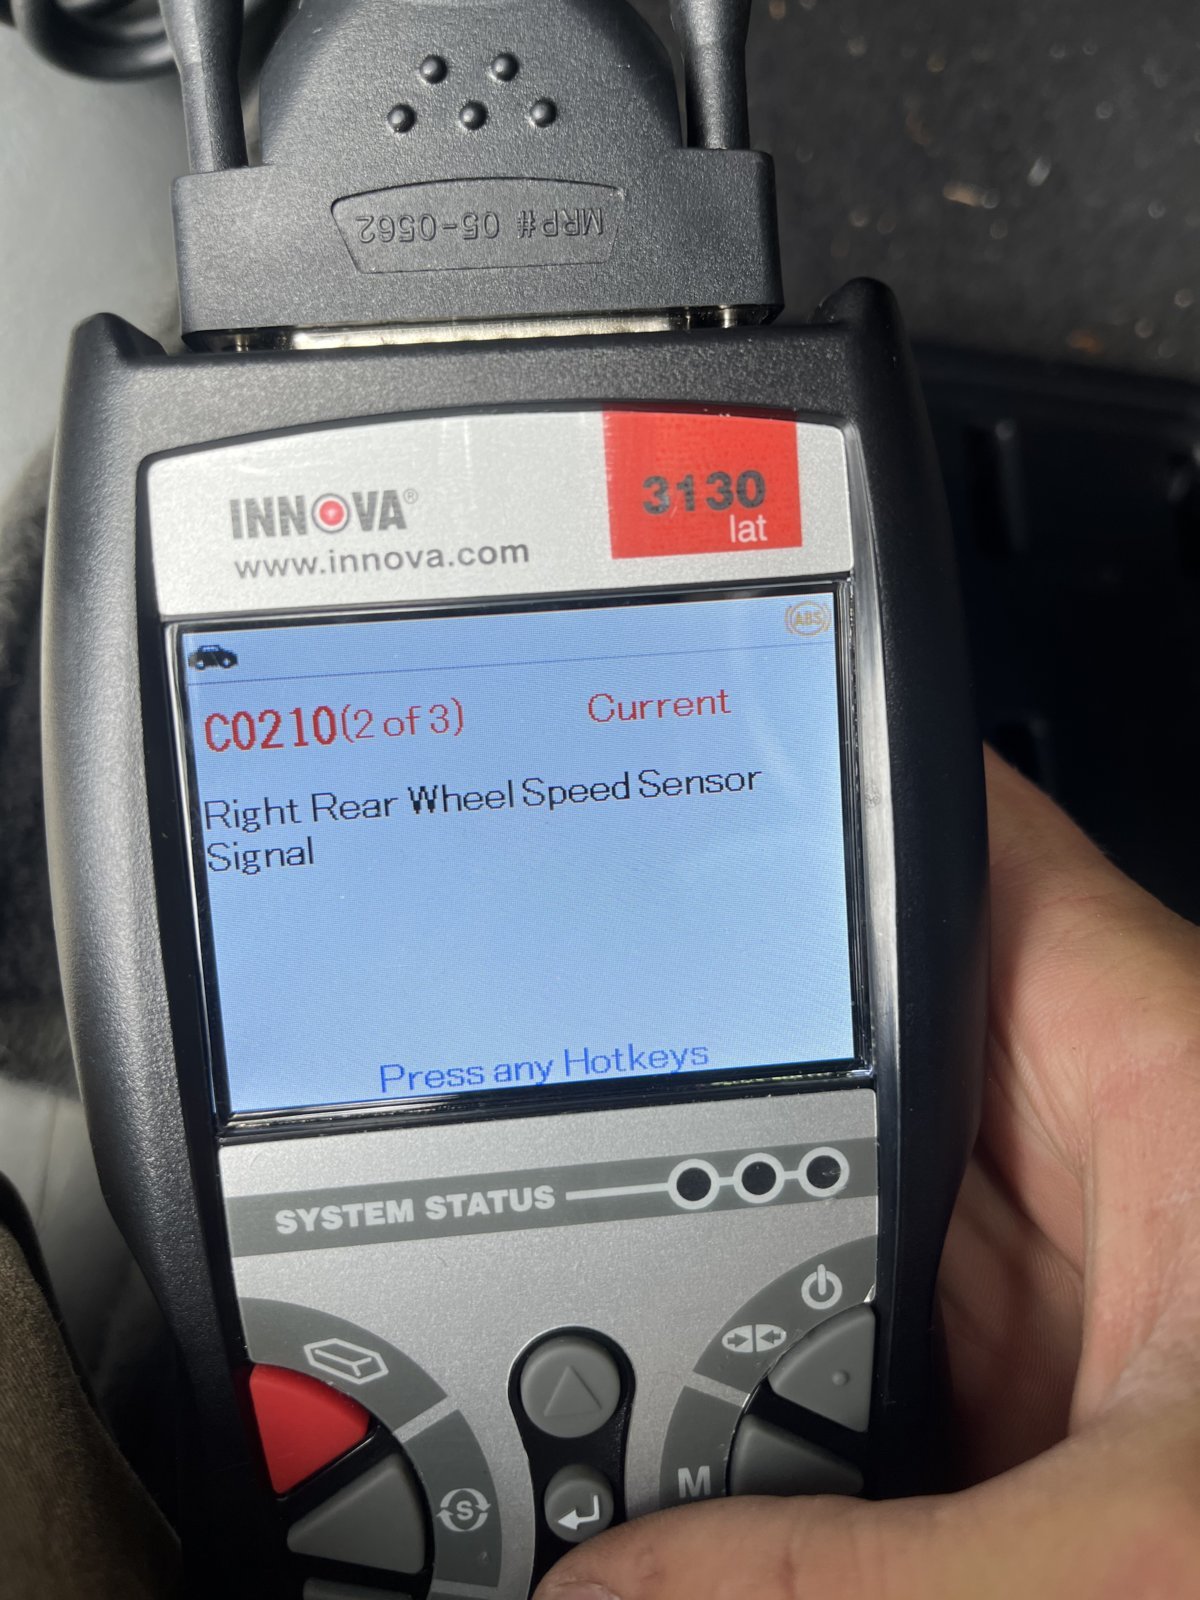 MRP# 05-0562
INNOVA®
www.innova.com
3130
lat
ABS
C0210(2 of 3) Current
Right Rear Wheel Speed Sensor
Signal
Press any Hotkeys
SYSTEM STATUS
M
S